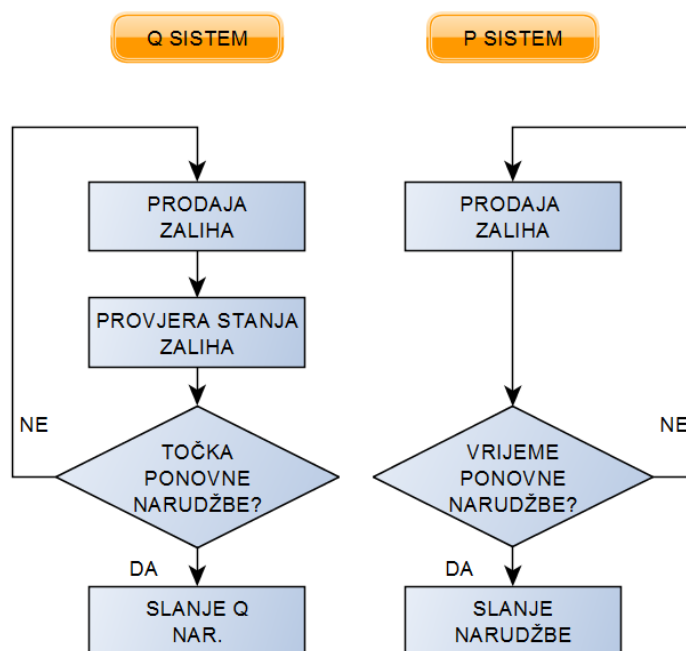 Q SISTEM
PRODAJA
ZALIHA
PROVJERA STANJA
ZALIHA
NE
TOČKA
PONOVNE
NARUDŽBE?
DA
SLANJE Q
NAR.
P SISTEM
PRODAJA
ZALIHA
NE
VRIJEME
PONOVNE
NARUDŽBE?
DA
SLANJE
NARUDŽBE